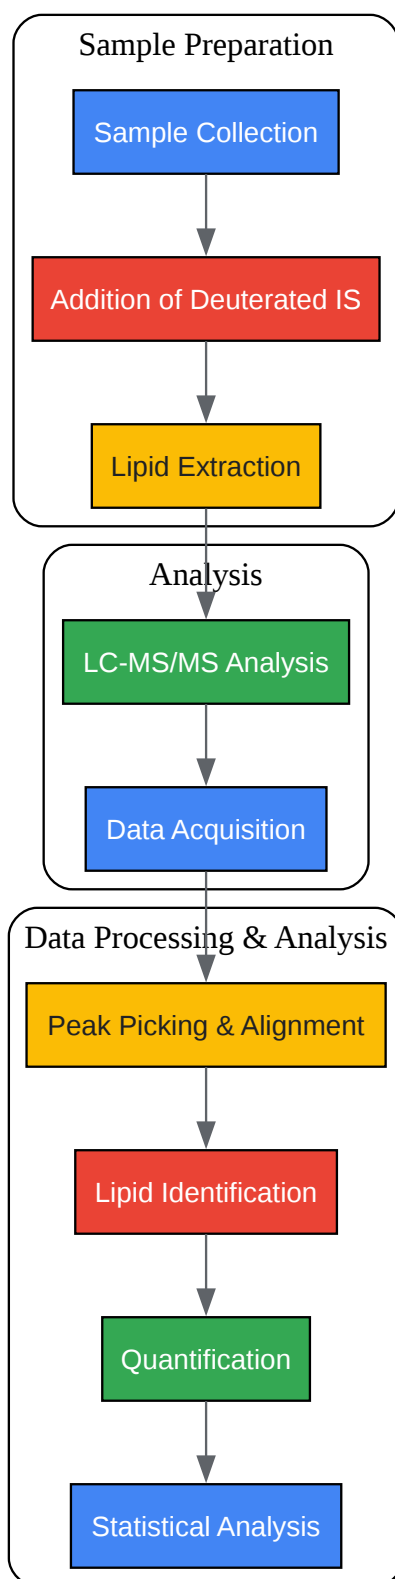 Sample Preparation
Sample Collection
Addition of Deuterated IS
Lipid Extraction
Analysis
LC-MS/MS Analysis
Data Acquisition
Data Processing & Analysis
Peak Picking & Alignment
Lipid Identification
Quantification
Statistical Analysis